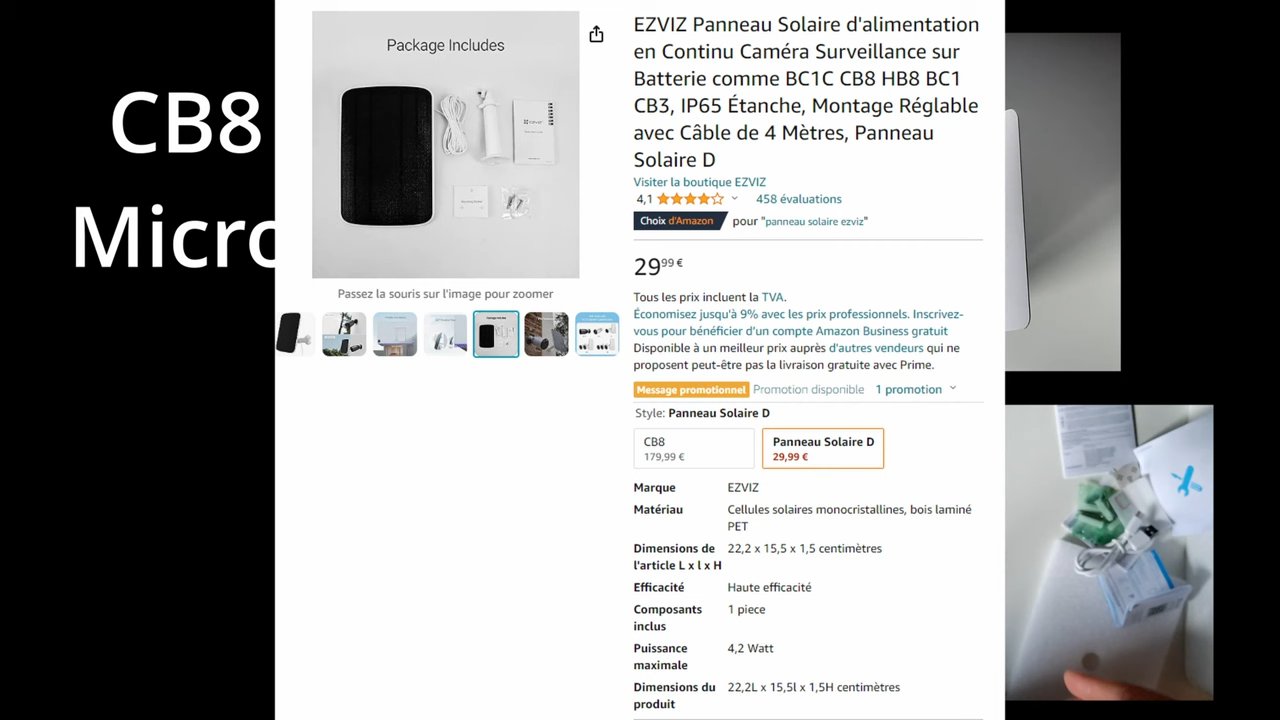 CB8
Micro
Package Includes
EZVIZ
EZVIZ Panneau Solaire d'alimentation
en Continu Caméra Surveillance sur
Batterie comme BC1C CB8 HB8 BC1
CB3, IP65 Étanche, Montage Réglable
avec Câble de 4 Mètres, Panneau
Solaire D
Visiter la boutique EZVIZ
4,1 458 évaluations
Choix d'Amazon pour "panneau solaire ezviz"
29,99 €
Tous les prix incluent la TVA.
Économisez jusqu'à 9% avec les prix professionnels. Inscrivez-
vous pour bénéficier d'un compte Amazon Business gratuit
Disponible à un meilleur prix auprès d'autres vendeurs qui ne
proposent peut-être pas la livraison gratuite avec Prime.
Message promotionnel Promotion disponible 1 promotion
Style: Panneau Solaire D
CB8 Panneau Solaire D
179,99 € 29,99 €
Marque EZVIZ
Matériau Cellules solaires monocristallines, bois laminé
PET
Dimensions de 22,2 x 15,5 x 1,5 centimètres
l'article L x l x H
Efficacité Haute efficacité
Composants 1 piece
inclus
Puissance 4,2 Watt
maximale
Dimensions du 22,2L x 15,5l x 1,5H centimètres
produit
Passez la souris sur l'image pour zoomer